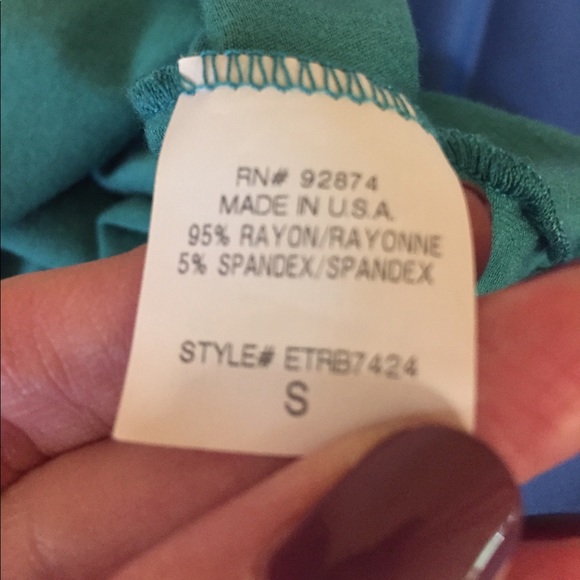 RN# 92874
MADE IN U.S.A.
95% RAYON/RAYONNE
5% SPANDEX/SPANDEX
STYLE# ETRB7424
S